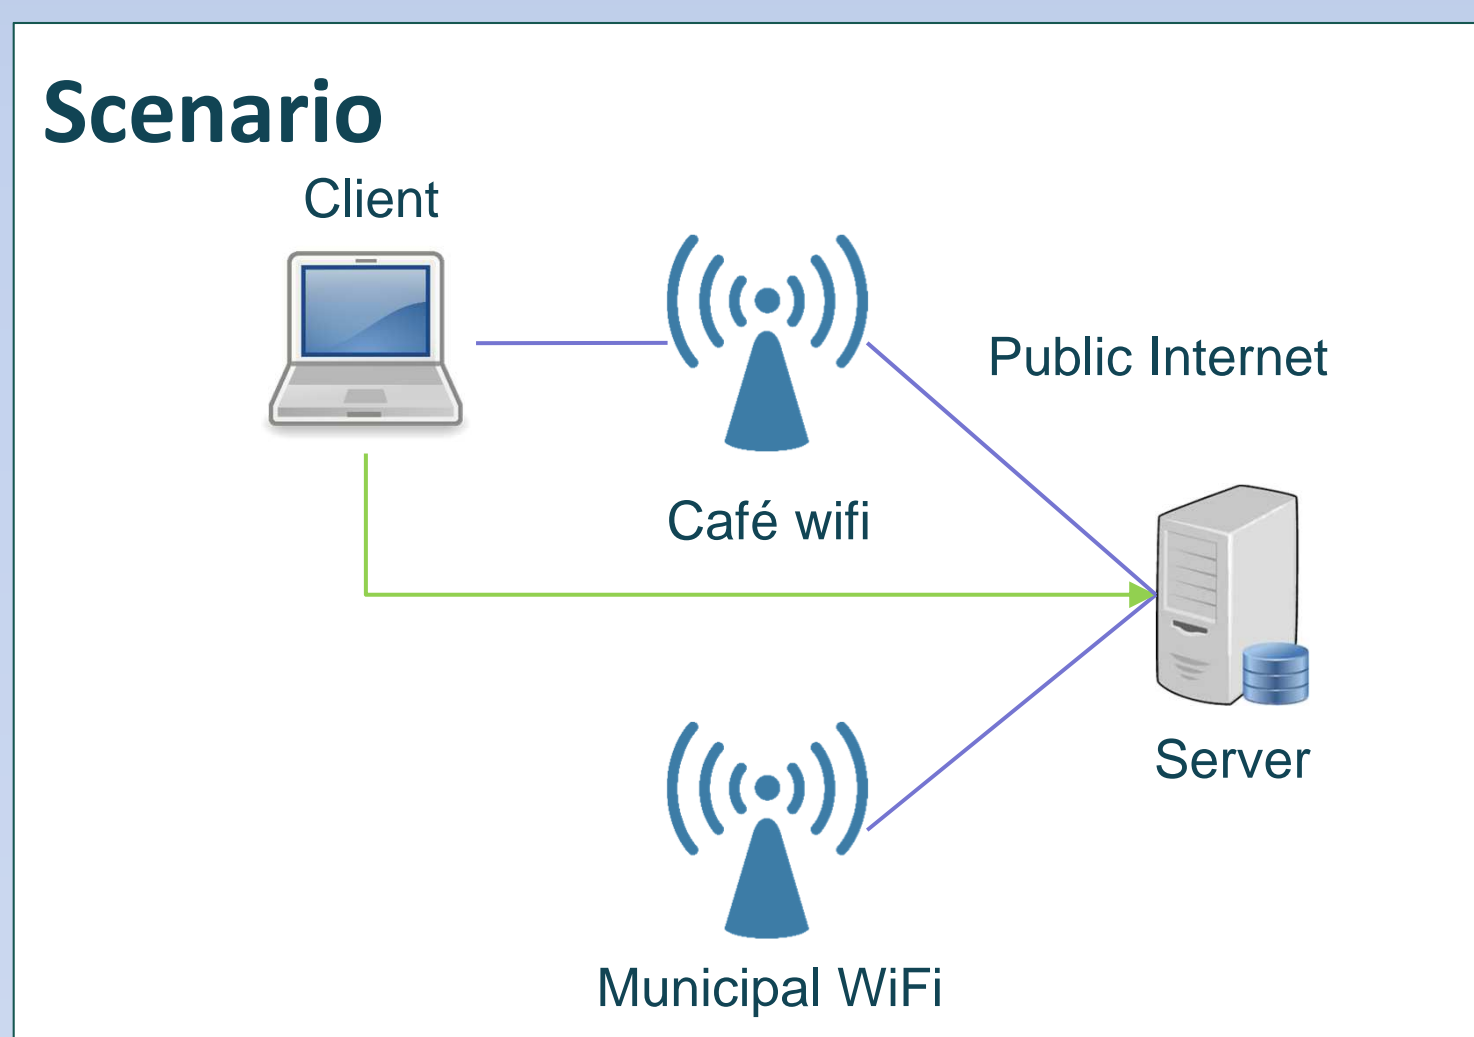 Scenario
Client
Public Internet
Café wifi
Server
Municipal WiFi